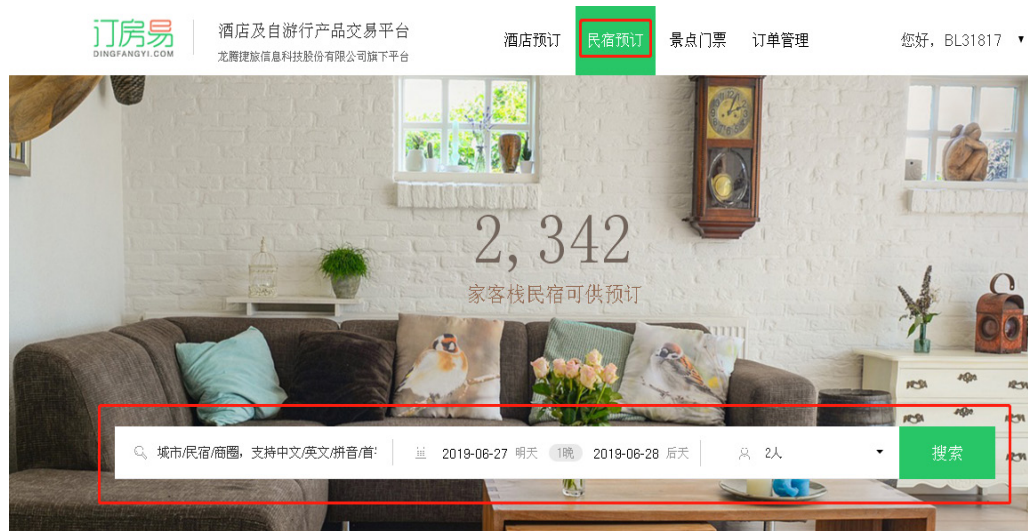 订房易
DINGFANGYI.COM
酒店及自游行产品交易平台
龙腾捷旅信息科技股份有限公司旗下平台
酒店预订 民宿预订 景点门票 订单管理 您好，BL31817
2,342
家客栈民宿可供预订
城市/民宿/商圈，支持中文/英文/拼音/首 2019-06-27 明天 1晚 2019-06-28 后天 2人 搜索